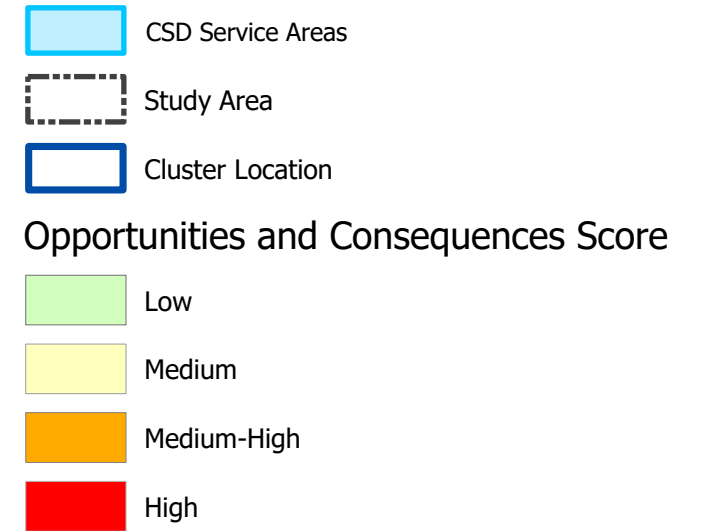 CSD Service Areas
Study Area
Cluster Location
Opportunities and Consequences Score
Low
Medium
Medium-High
High